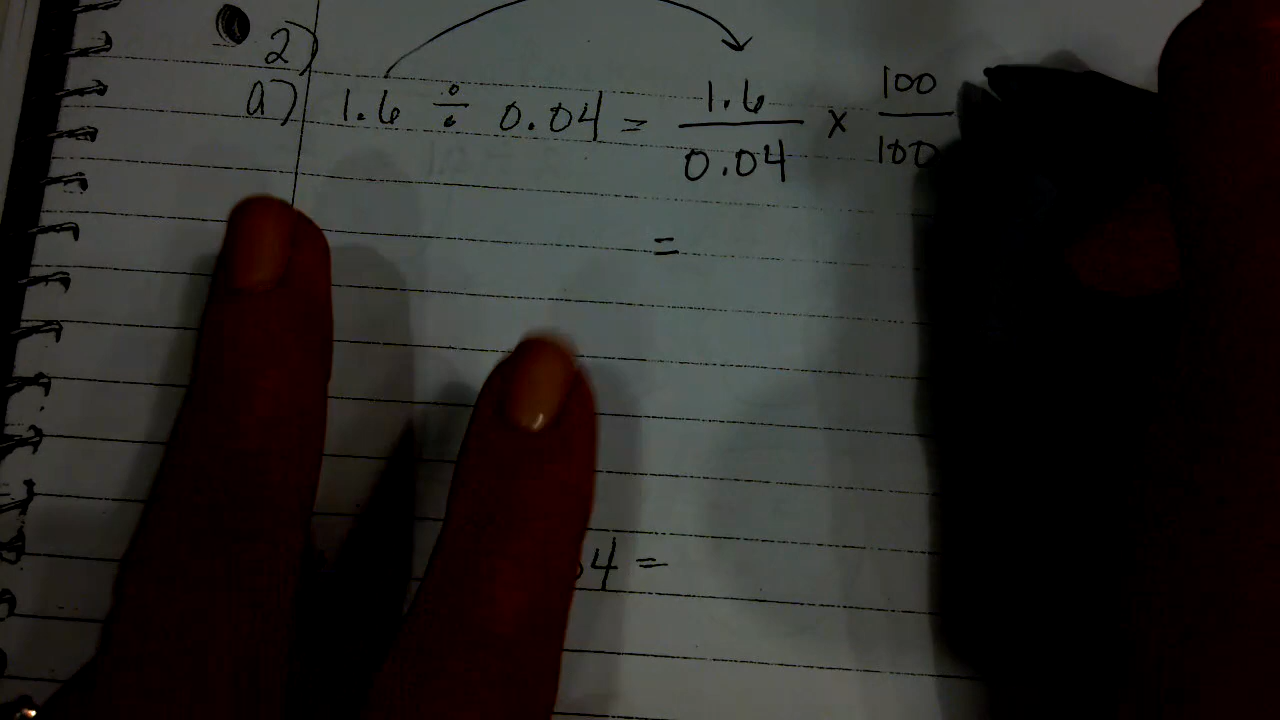 2)
a) 1.6 ÷ 0.04 = 1.6/0.04 × 100/100
=
4 =